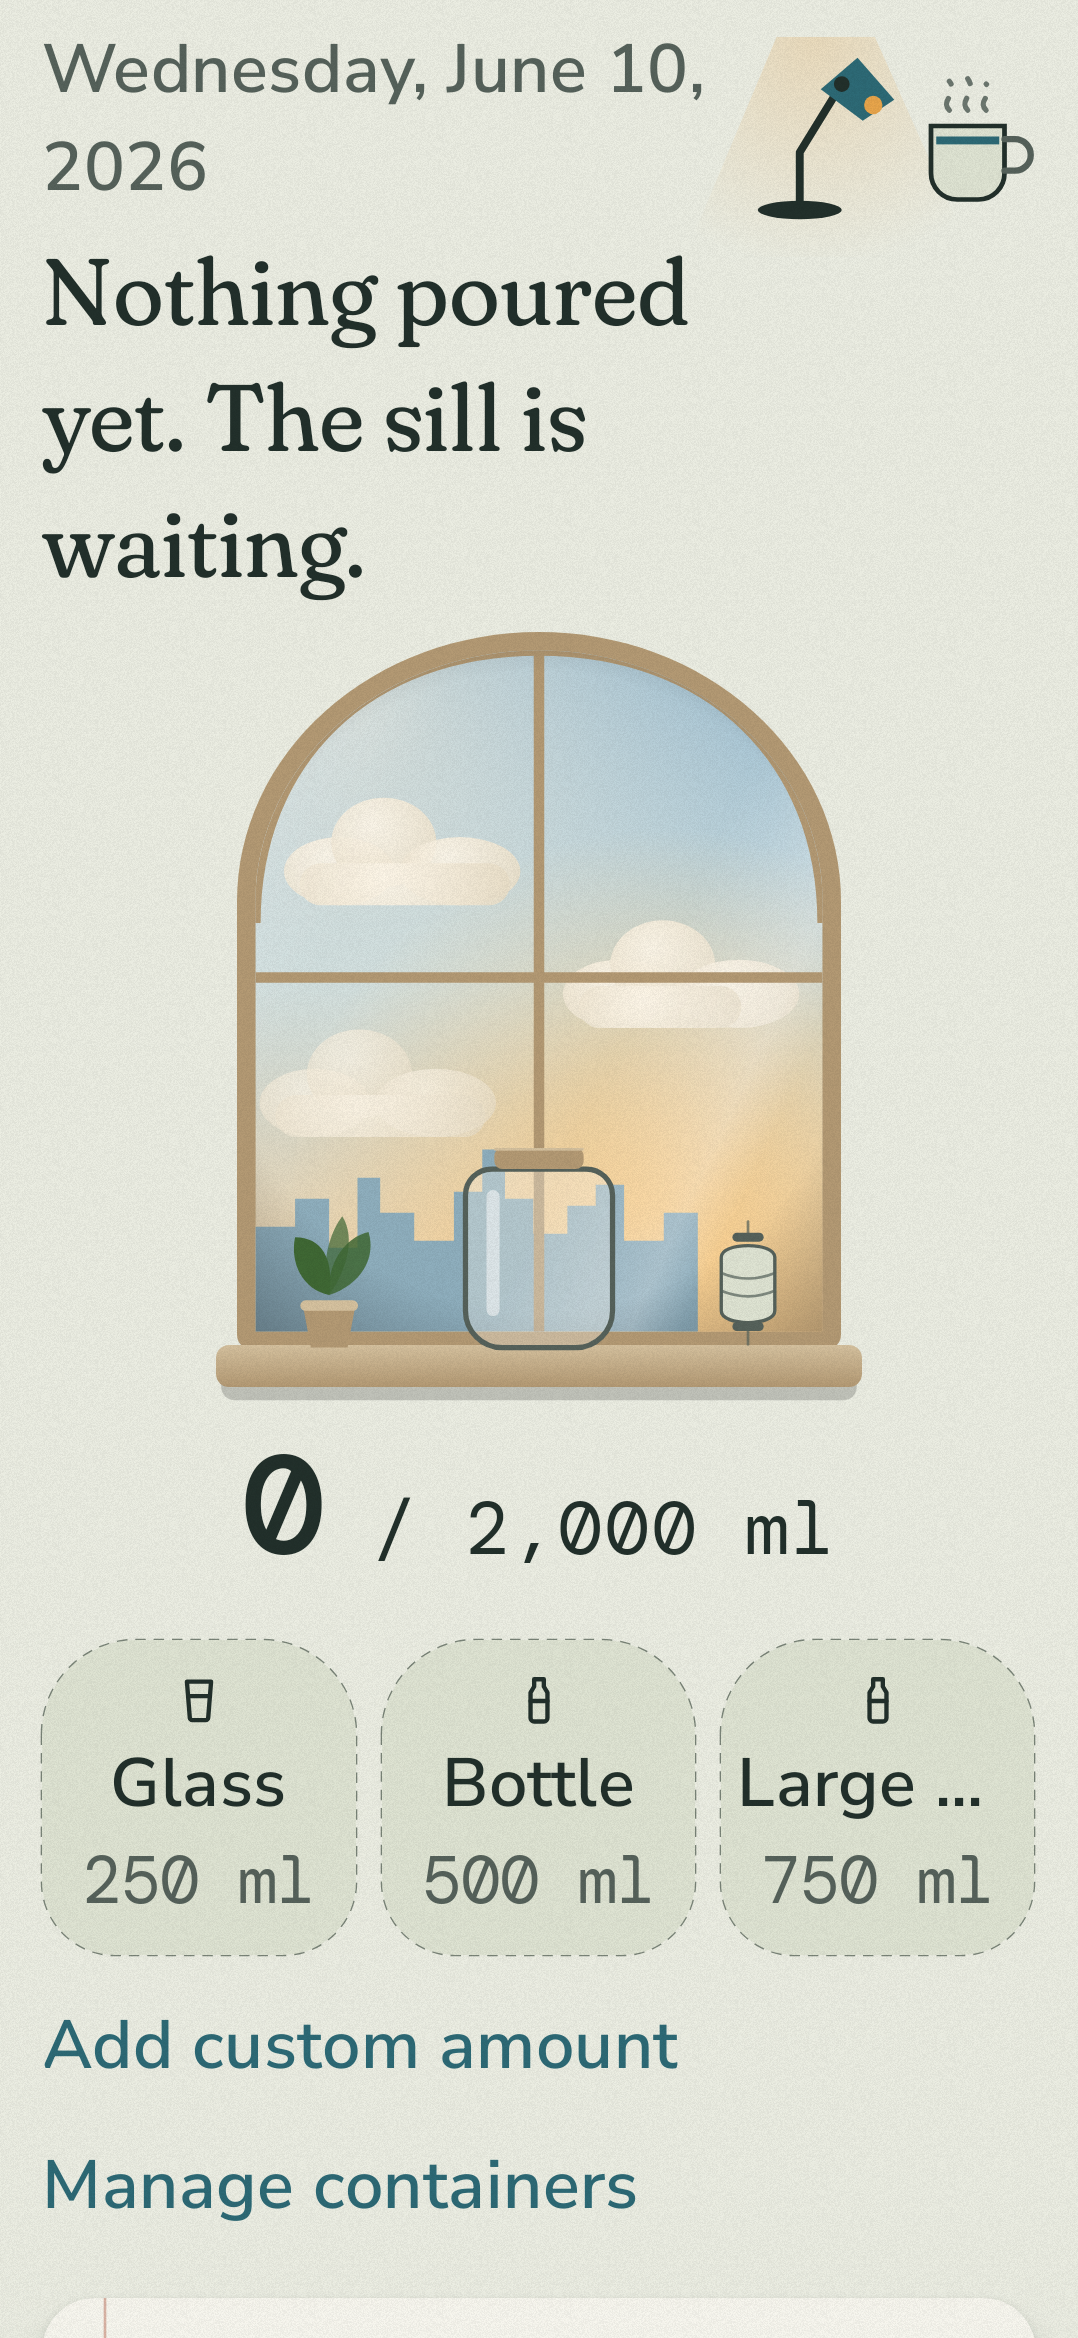 Wednesday, June 10,
2026
Nothing poured
yet. The sill is
waiting.
0 / 2,000 ml
Glass
250 ml
Bottle
500 ml
Large ...
750 ml
Add custom amount
Manage containers